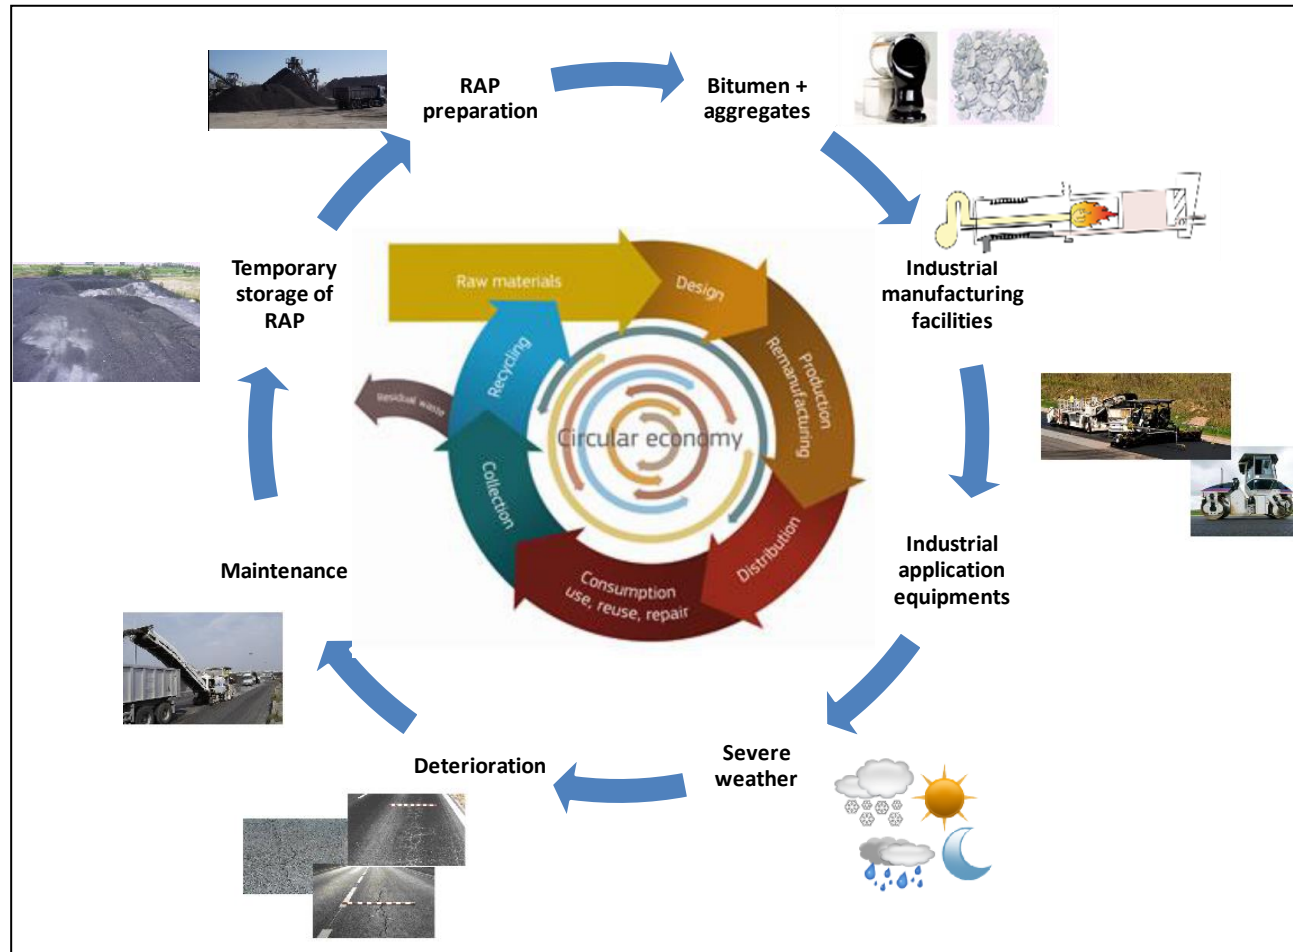 RAP
preparation
Bitumen +
aggregates
Industrial
manufacturing
facilities
Industrial
application
equipments
Severe
weather
Deterioration
Maintenance
Temporary
storage of
RAP
Raw materials
Design
Production
Remanufacturing
Distribution
Consumption
use, reuse, repair
Collection
Recycling
Residual waste
Circular economy